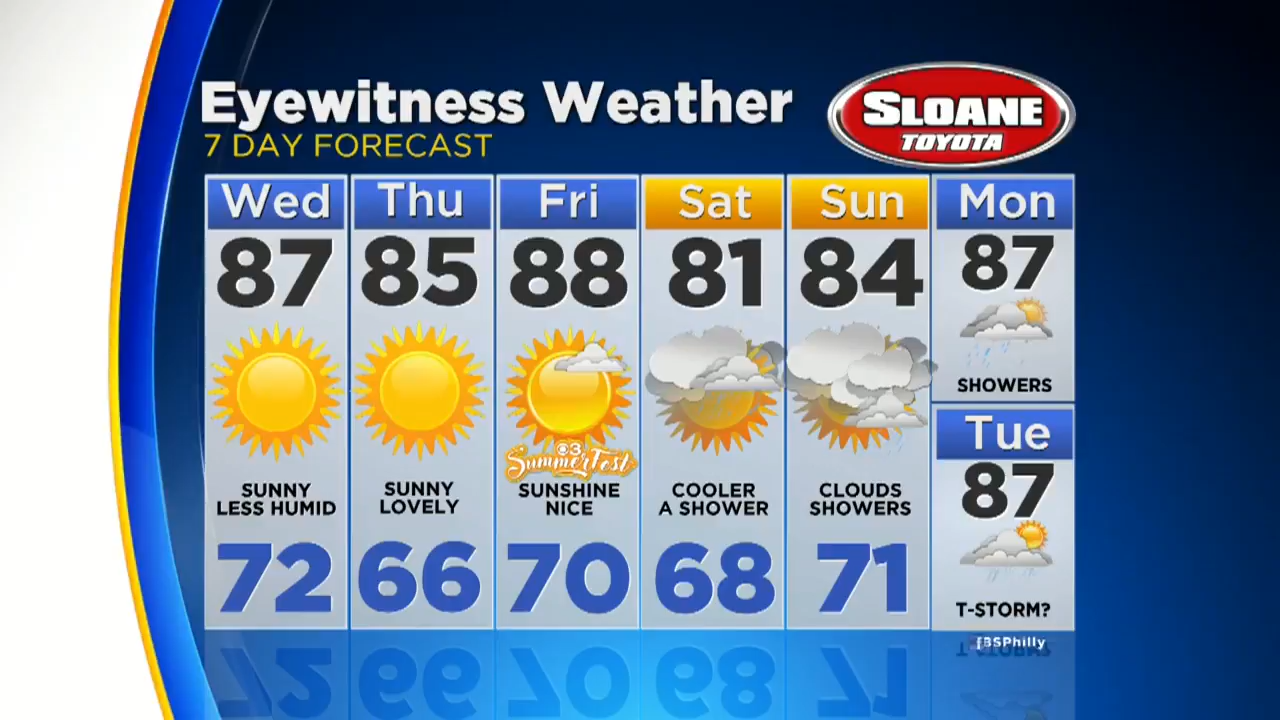 Eyewitness Weather
7 DAY FORECAST
SLOANE
TOYOTA
Wed
87
SUNNY
LESS HUMID
72
Thu
85
SUNNY
LOVELY
66
Fri
88
3
SummerFest
SUNSHINE
NICE
70
Sat
81
COOLER
A SHOWER
68
Sun
84
CLOUDS
SHOWERS
71
Mon
87
SHOWERS
Tue
87
T-STORM?
BSPhilly